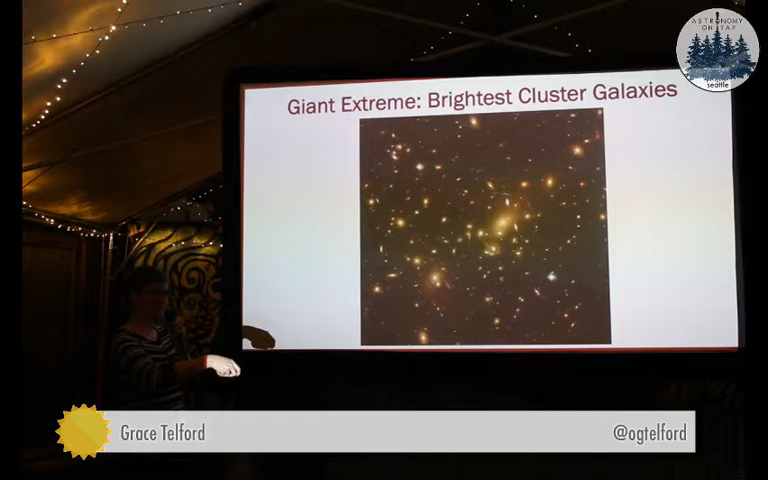 ASTRONOMY
ON TAP
seattle
Giant Extreme: Brightest Cluster Galaxies
Grace Telford
@ogtelford